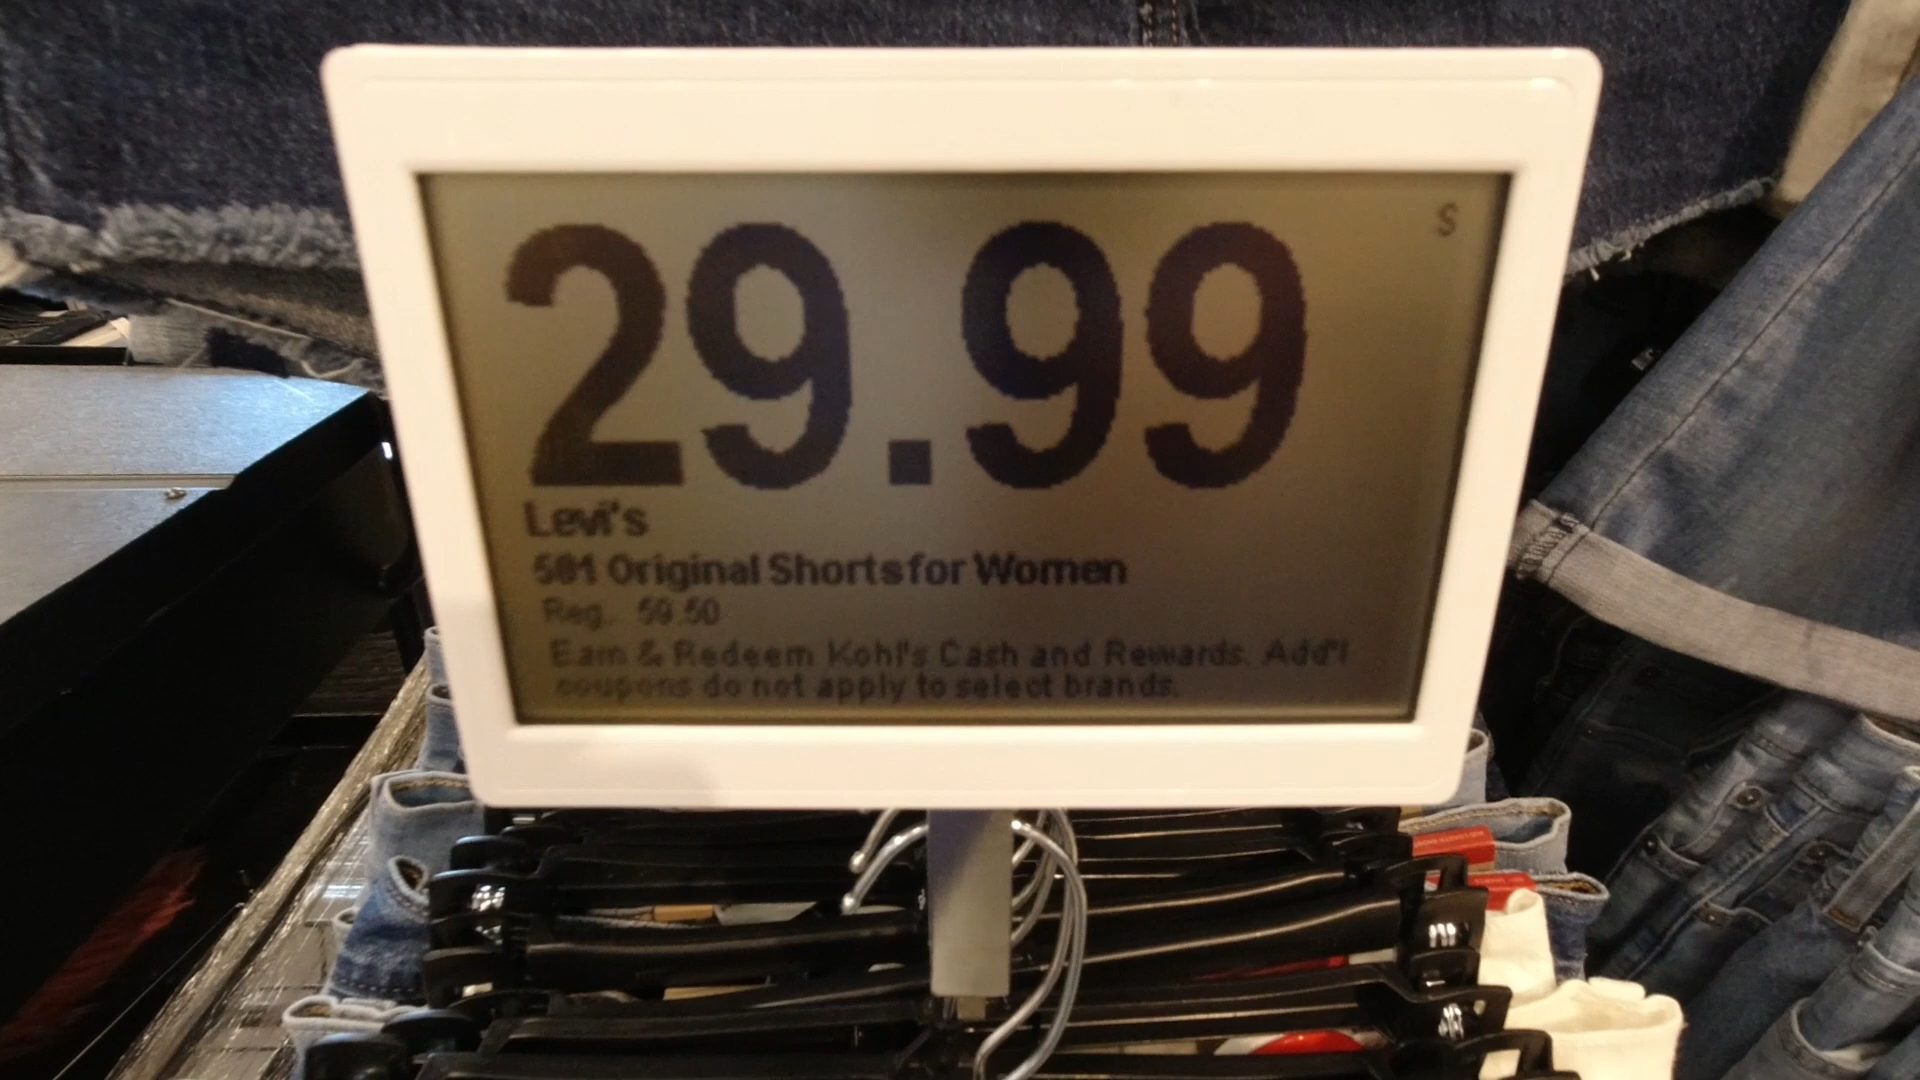 S
29.99
Levi's
501 Original Shorts for Women
Reg. 59.50
Earn & Redeem Kohl's Cash and Rewards. Add'l
coupons do not apply to select brands.